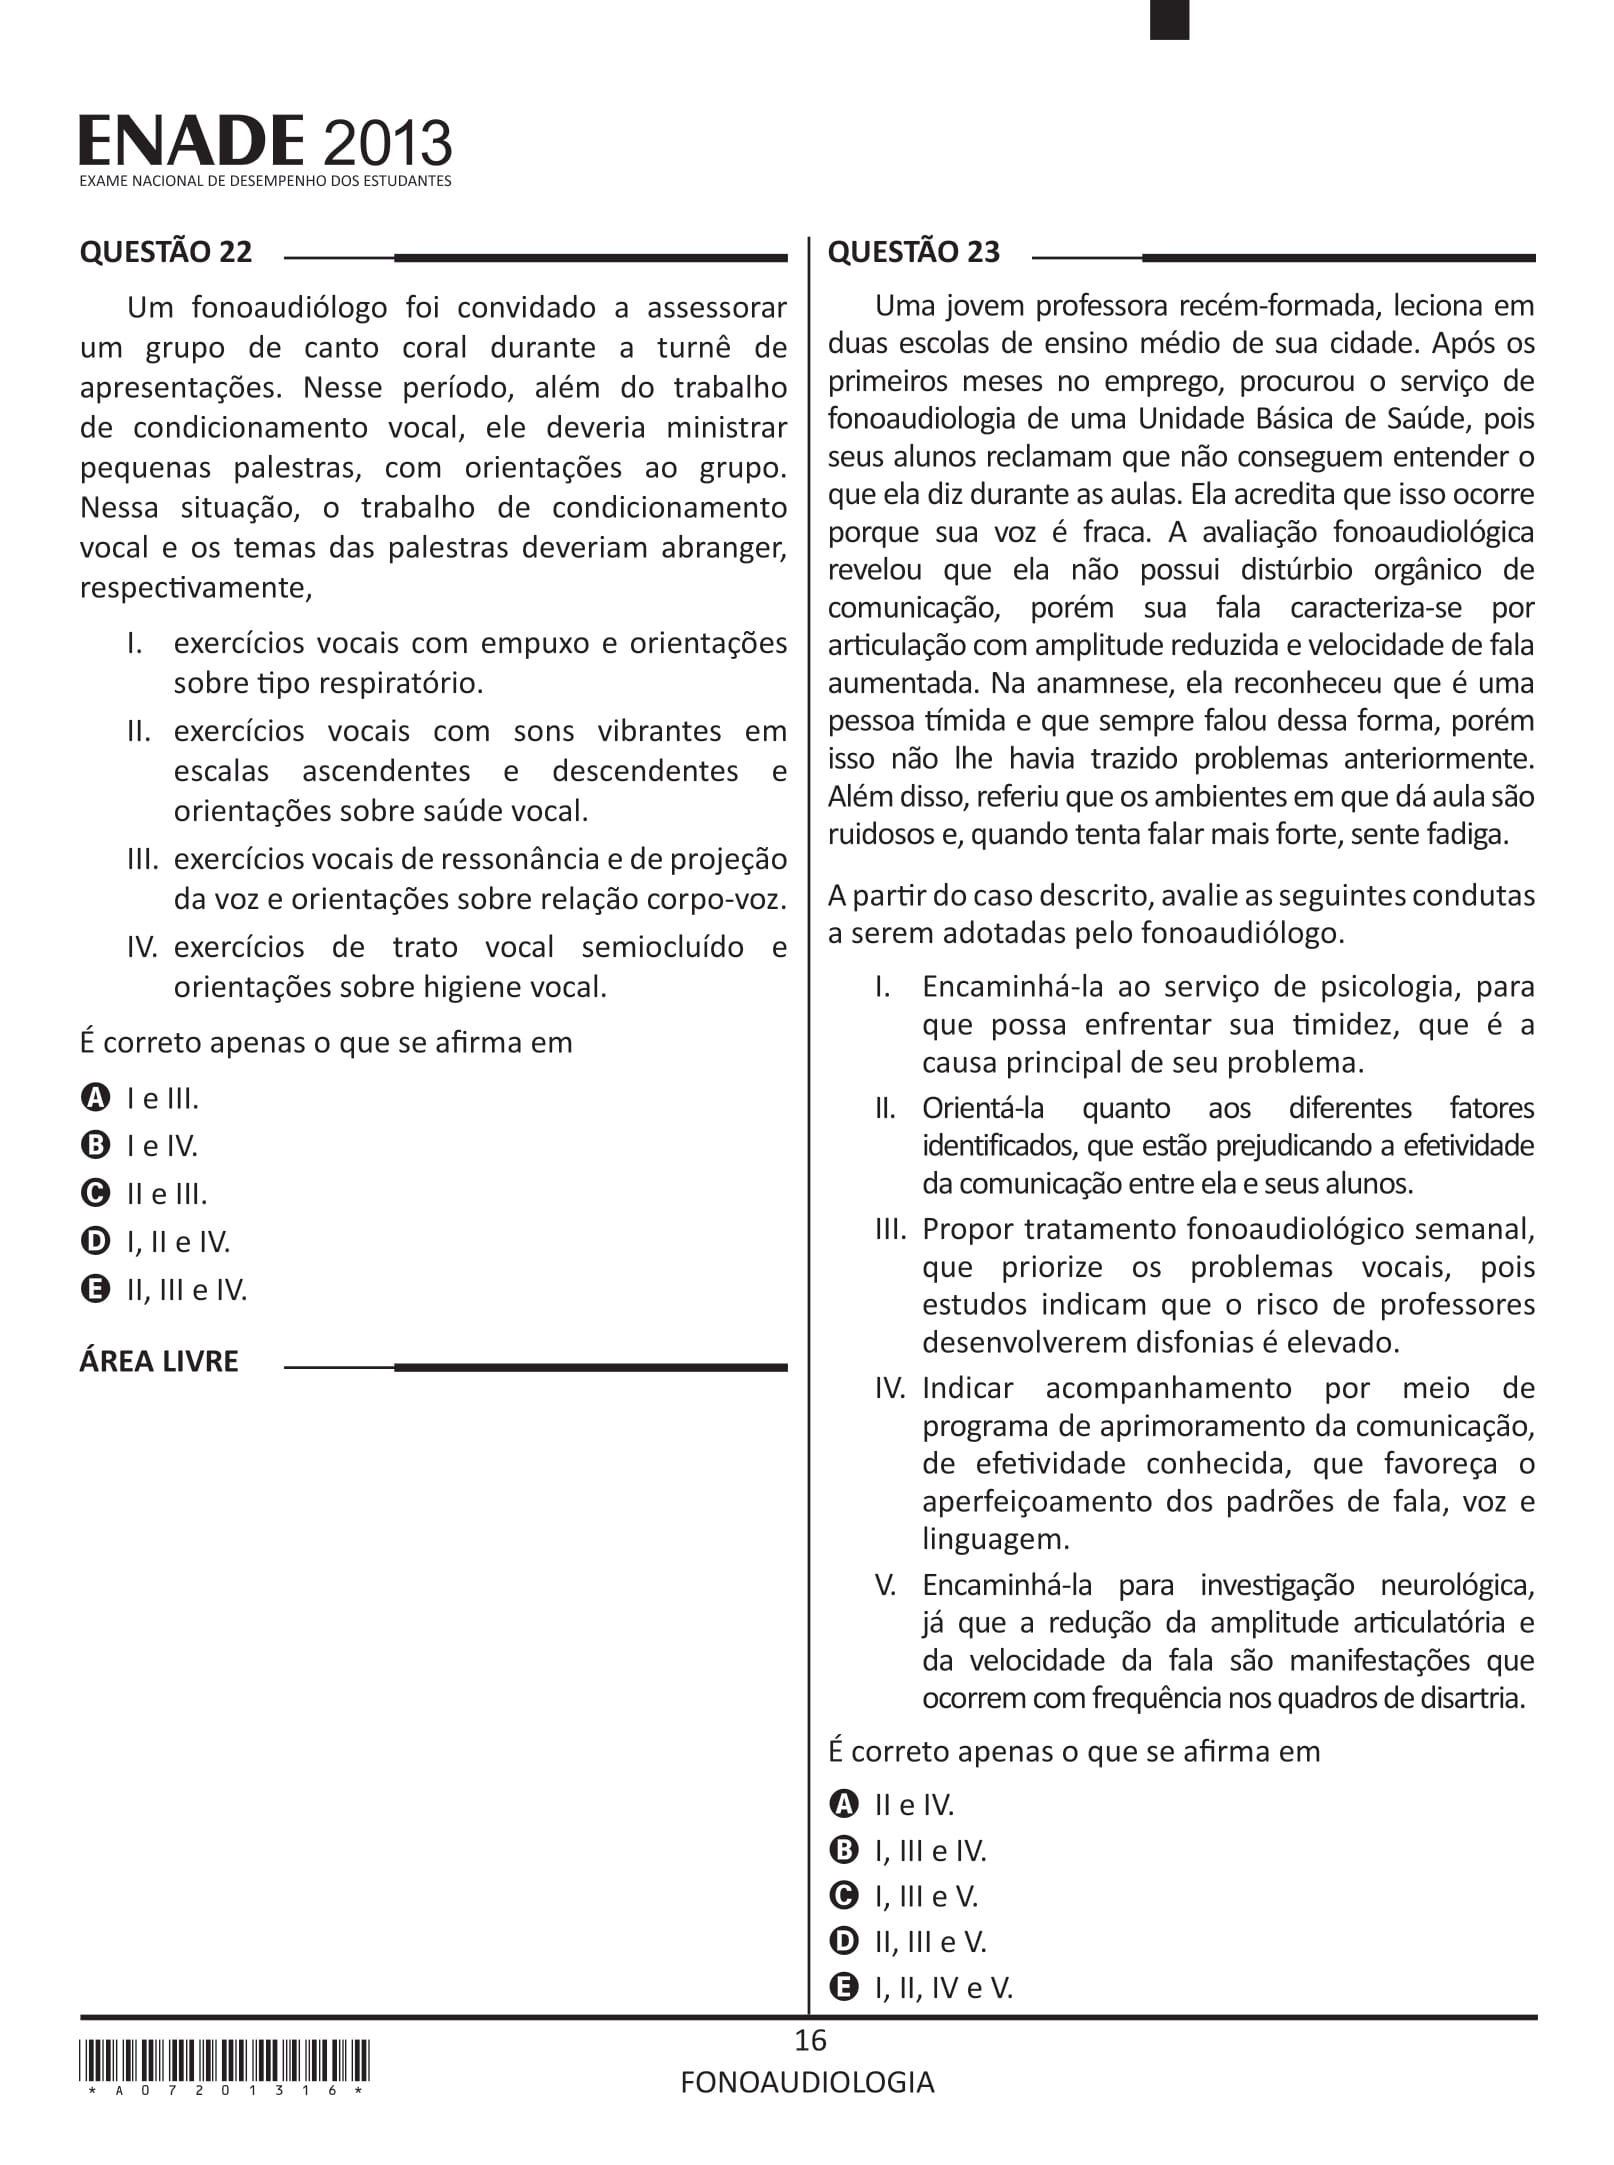 ENADE 2013
EXAME NACIONAL DE DESEMPENHO DOS ESTUDANTES
QUESTÃO 22
Um fonoaudiólogo foi convidado a assessorar
um grupo de canto coral durante a turnê de
apresentações. Nesse período, além do trabalho
de condicionamento vocal, ele deveria ministrar
pequenas palestras, com orientações ao grupo.
Nessa situação, o trabalho de condicionamento
vocal e os temas das palestras deveriam abranger,
respectivamente,
I. exercícios vocais com empuxo e orientações
sobre tipo respiratório.
II. exercícios vocais com sons vibrantes em
escalas ascendentes e descendentes e
orientações sobre saúde vocal.
III. exercícios vocais de ressonância e de projeção
da voz e orientações sobre relação corpo-voz.
IV. exercícios de trato vocal semiocluído e
orientações sobre higiene vocal.
É correto apenas o que se afirma em
A I e III.
B I e IV.
C II e III.
D I, II e IV.
E II, III e IV.
ÁREA LIVRE
QUESTÃO 23
Uma jovem professora recém-formada, leciona em
duas escolas de ensino médio de sua cidade. Após os
primeiros meses no emprego, procurou o serviço de
fonoaudiologia de uma Unidade Básica de Saúde, pois
seus alunos reclamam que não conseguem entender o
que ela diz durante as aulas. Ela acredita que isso ocorre
porque sua voz é fraca. A avaliação fonoaudiológica
revelou que ela não possui distúrbio orgânico de
comunicação, porém sua fala caracteriza-se por
articulação com amplitude reduzida e velocidade de fala
aumentada. Na anamnese, ela reconheceu que é uma
pessoa tímida e que sempre falou dessa forma, porém
isso não lhe havia trazido problemas anteriormente.
Além disso, referiu que os ambientes em que dá aula são
ruidosos e, quando tenta falar mais forte, sente fadiga.
A partir do caso descrito, avalie as seguintes condutas
a serem adotadas pelo fonoaudiólogo.
I. Encaminhá-la ao serviço de psicologia, para
que possa enfrentar sua timidez, que é a
causa principal de seu problema.
II. Orientá-la quanto aos diferentes fatores
identificados, que estão prejudicando a efetividade
da comunicação entre ela e seus alunos.
III. Propor tratamento fonoaudiológico semanal,
que priorize os problemas vocais, pois
estudos indicam que o risco de professores
desenvolverem disfonias é elevado.
IV. Indicar acompanhamento por meio de
programa de aprimoramento da comunicação,
de efetividade conhecida, que favoreça o
aperfeiçoamento dos padrões de fala, voz e
linguagem.
V. Encaminhá-la para investigação neurológica,
já que a redução da amplitude articulatória e
da velocidade da fala são manifestações que
ocorrem com frequência nos quadros de disartria.
É correto apenas o que se afirma em
A II e IV.
B I, III e IV.
C I, III e V.
D II, III e V.
E I, II, IV e V.
16
FONOAUDIOLOGIA
*A07201316*